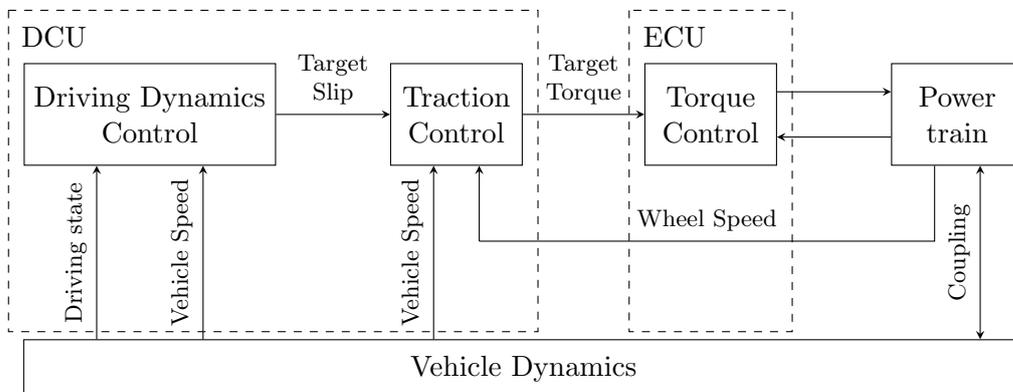 DCU
ECU
Driving Dynamics
Control
Target
Slip
Traction
Control
Target
Torque
Torque
Control
Power
train
Driving state
Vehicle Speed
Vehicle Speed
Wheel Speed
Coupling
Vehicle Dynamics